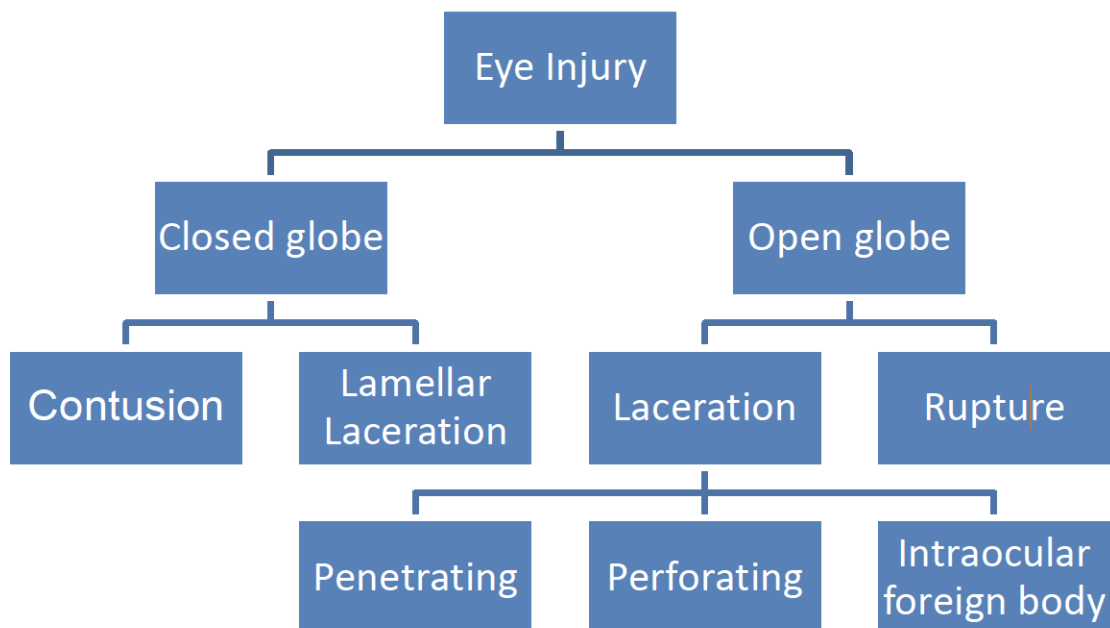 Eye Injury
Closed globe
Open globe
Contusion
Lamellar
Laceration
Laceration
Rupture
Penetrating
Perforating
Intraocular
foreign body